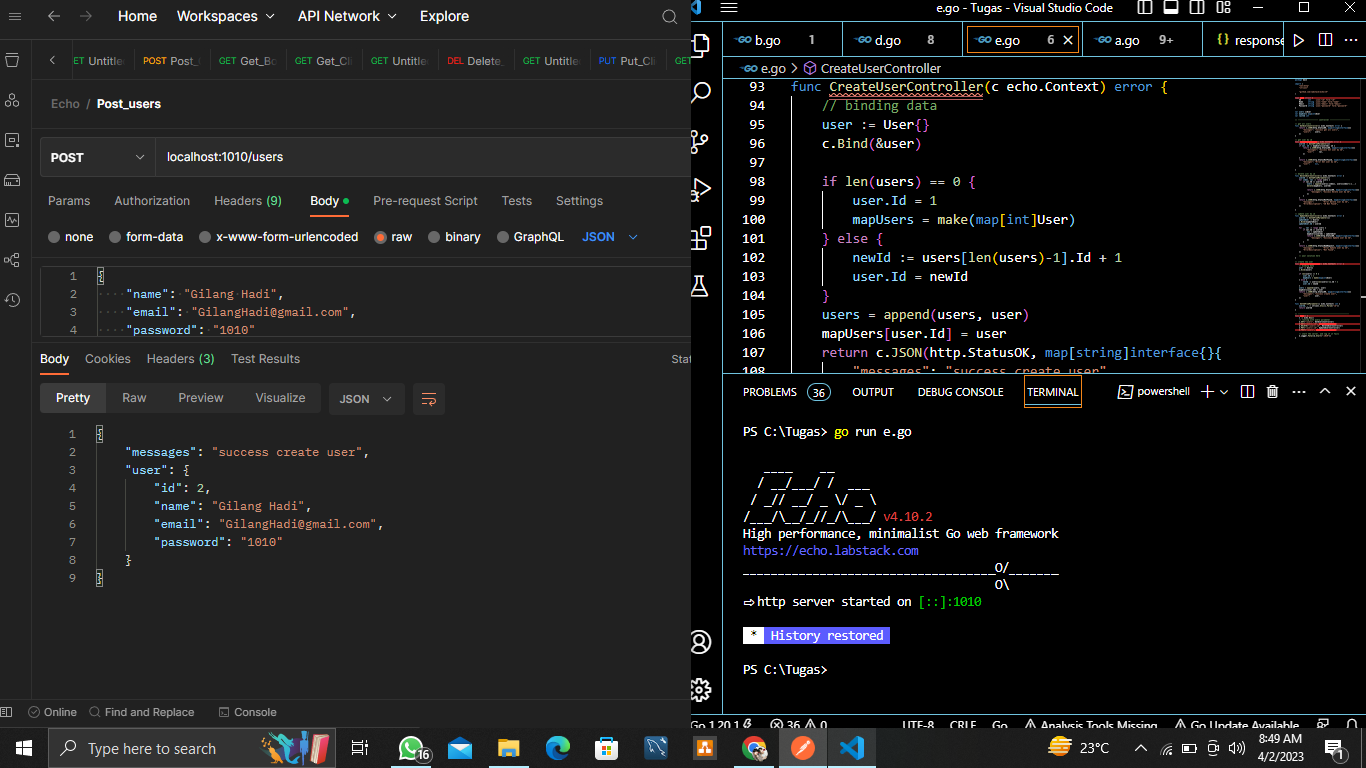 Home Workspaces API Network Explore
ET Untitle POST Post_ GET Get_Bo GET Get_Cl GET Untitle DEL Delete_ GET Untitle PUT Put_Cl GET
Echo / Post_users
POST localhost:1010/users
Params Authorization Headers (9) Body Pre-request Script Tests Settings
none form-data x-www-form-urlencoded raw binary GraphQL JSON
1 {
2 "name": "Gilang Hadi",
3 "email": "GilangHadi@gmail.com",
4 "password": "1010"
Body Cookies Headers (3) Test Results Stat
Pretty Raw Preview Visualize JSON
1 {
2 "messages": "success create user",
3 "user": {
4 "id": 2,
5 "name": "Gilang Hadi",
6 "email": "GilangHadi@gmail.com",
7 "password": "1010"
8 }
9 }
Online Find and Replace Console
e.go - Tugas - Visual Studio Code
b.go 1 d.go 8 e.go 6 a.go 9+ {} response
e.go > CreateUserController
93 func CreateUserController(c echo.Context) error {
94 // binding data
95 user := User{}
96 c.Bind(&user)
97
98 if len(users) == 0 {
99 user.Id = 1
100 mapUsers = make(map[int]User)
101 } else {
102 newId := users[len(users)-1].Id + 1
103 user.Id = newId
104 }
105 users = append(users, user)
106 mapUsers[user.Id] = user
107 return c.JSON(http.StatusOK, map[string]interface{}{
108 "messages": "success create user"
PROBLEMS 36 OUTPUT DEBUG CONSOLE TERMINAL powershell
PS C:\Tugas> go run e.go
   ____    __
  / __/___/ /  ___
 / _// __/ _ \/ _ \
/___/\__/_//_/\___/ v4.10.2
High performance, minimalist Go web framework
https://echo.labstack.com
____________________________________O/_______
                                    O\
⇨ http server started on [::]:1010
* History restored
PS C:\Tugas>
Go 1.20.1 36 0 UTF-8 CRLF Go Analysis Tools Missing Go Update Available
Type here to search
16
23°C
8:49 AM
4/2/2023
1